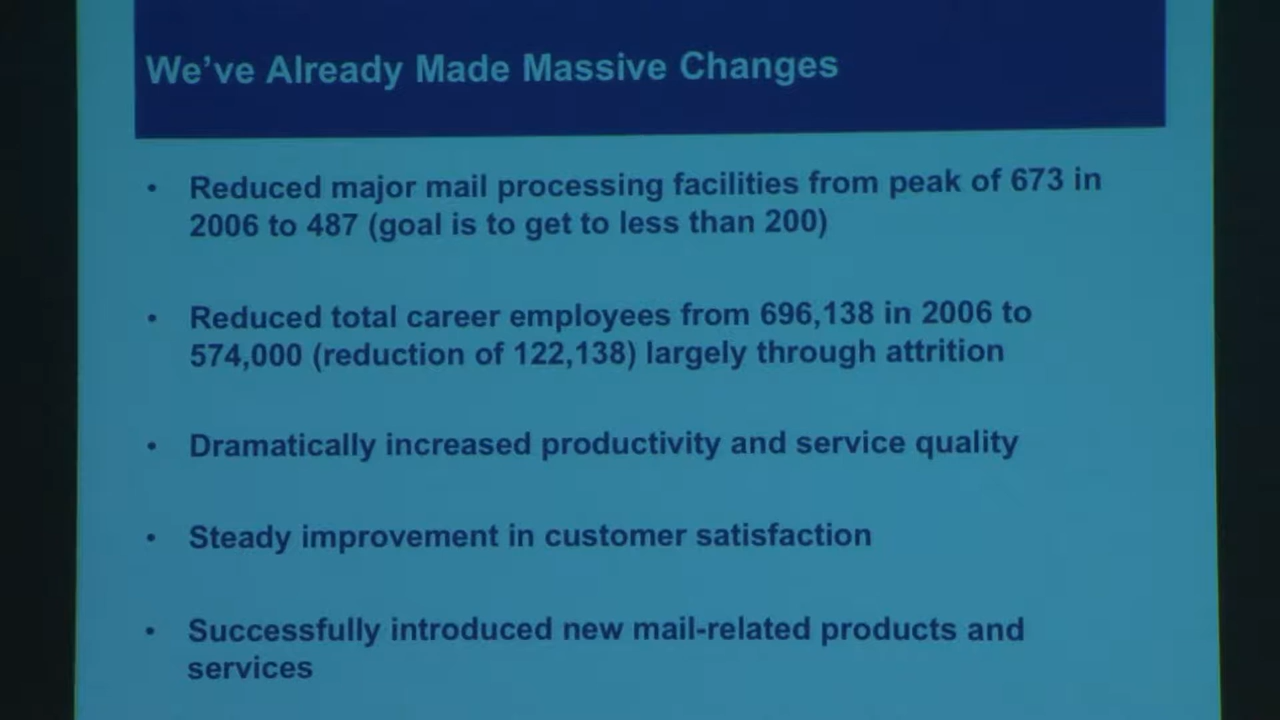 We've Already Made Massive Changes
• Reduced major mail processing facilities from peak of 673 in
2006 to 487 (goal is to get to less than 200)
• Reduced total career employees from 696,138 in 2006 to
574,000 (reduction of 122,138) largely through attrition
• Dramatically increased productivity and service quality
• Steady improvement in customer satisfaction
• Successfully introduced new mail-related products and
services